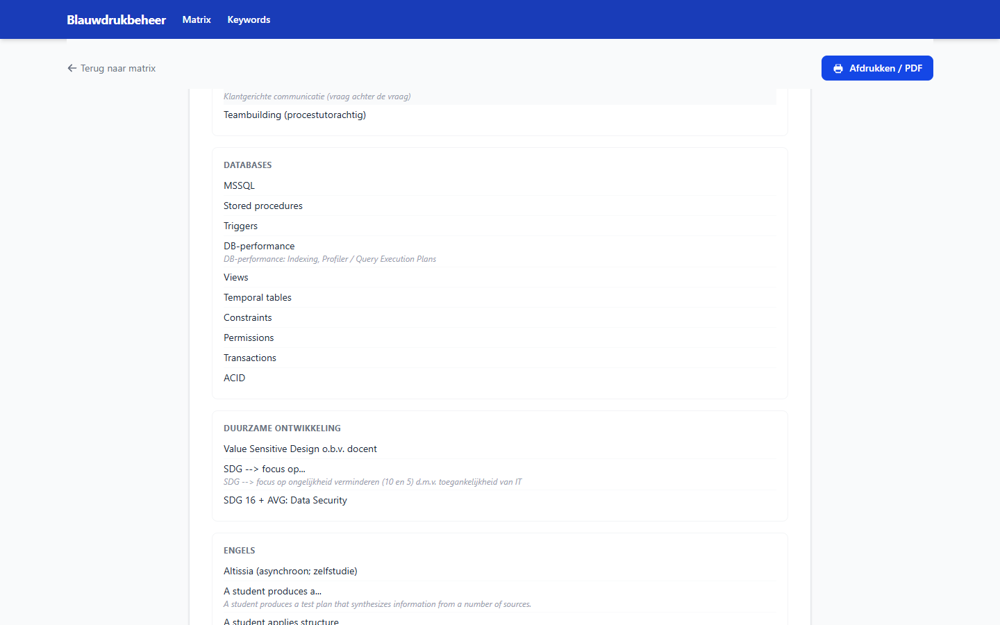 Blauwdrukbeheer
Matrix
Keywords
Terug naar matrix
Afdrukken / PDF
Klantgerichte communicatie (vraag achter de vraag)
Teambuilding (procestutorachtig)
DATABASES
MSSQL
Stored procedures
Triggers
DB-performance
DB-performance: Indexing, Profiler / Query Execution Plans
Views
Temporal tables
Constraints
Permissions
Transactions
ACID
DUURZAME ONTWIKKELING
Value Sensitive Design o.b.v. docent
SDG --> focus op...
SDG --> focus op ongelijkheid verminderen (10 en 5) d.m.v. toegankelijkheid van IT
SDG 16 + AVG: Data Security
ENGELS
Altissia (asynchroon; zelfstudie)
A student produces a...
A student produces a test plan that synthesizes information from a number of sources.
A student applies structure